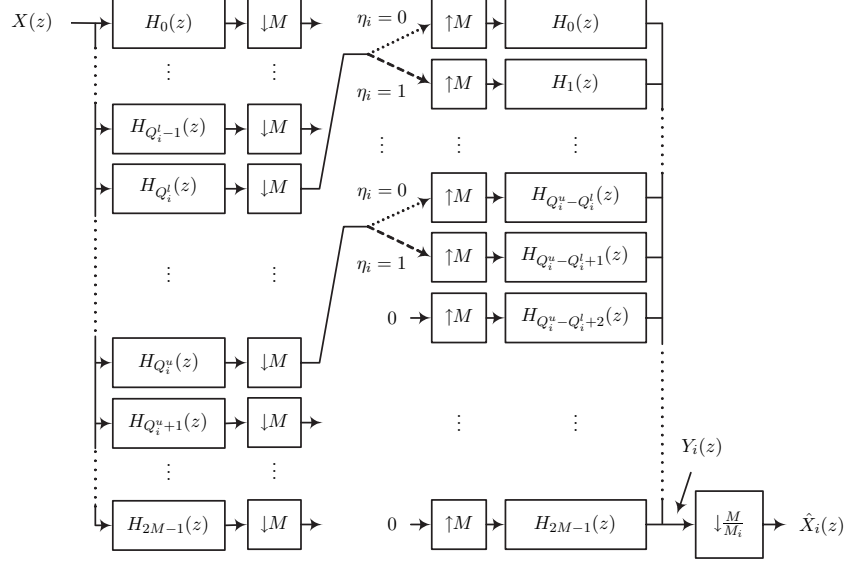 X(z) H_0(z) ↓M η_i = 0 ↑M H_0(z)
⋮ ⋮ η_i = 1 ↑M H_1(z)
H_{Q_i^l−1}(z) ↓M ⋮ ⋮ ⋮
H_{Q_i^l}(z) ↓M η_i = 0 ↑M H_{Q_i^u−Q_i^l}(z)
⋮ ⋮ η_i = 1 ↑M H_{Q_i^u−Q_i^l+1}(z)
0 ↑M H_{Q_i^u−Q_i^l+2}(z)
H_{Q_i^u}(z) ↓M
H_{Q_i^u+1}(z) ↓M ⋮ ⋮
⋮ ⋮ Y_i(z)
H_{2M−1}(z) ↓M 0 ↑M H_{2M−1}(z) ↓\frac{M}{M_i} \hat{X}_i(z)